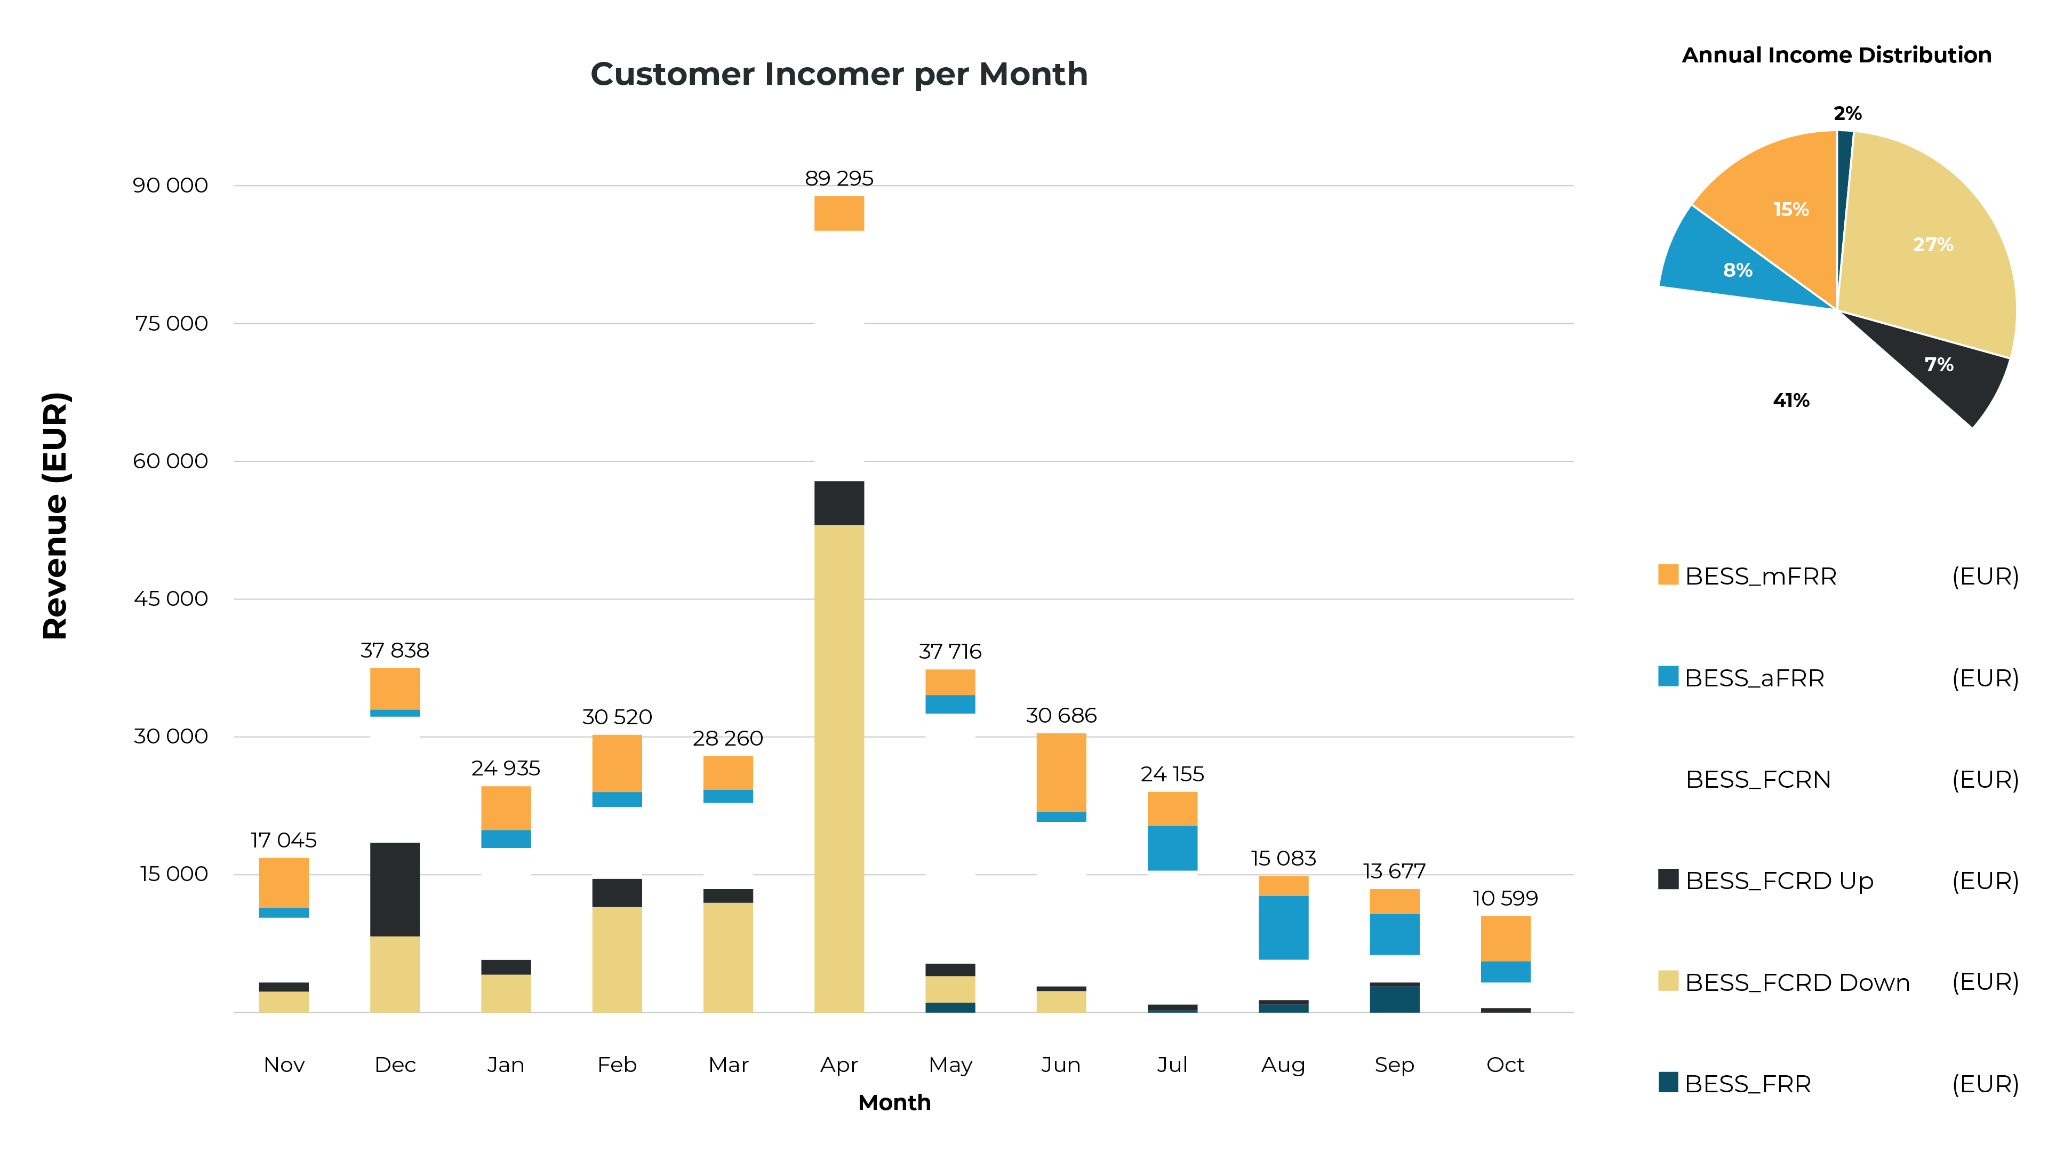 Customer Incomer per Month
Annual Income Distribution
2%
15%
27%
8%
7%
41%
Revenue (EUR)
90 000
75 000
60 000
45 000
30 000
15 000
17 045
37 838
24 935
30 520
28 260
89 295
37 716
30 686
24 155
15 083
13 677
10 599
Nov Dec Jan Feb Mar Apr May Jun Jul Aug Sep Oct
Month
BESS_mFRR (EUR)
BESS_aFRR (EUR)
BESS_FCRN (EUR)
BESS_FCRD Up (EUR)
BESS_FCRD Down (EUR)
BESS_FRR (EUR)